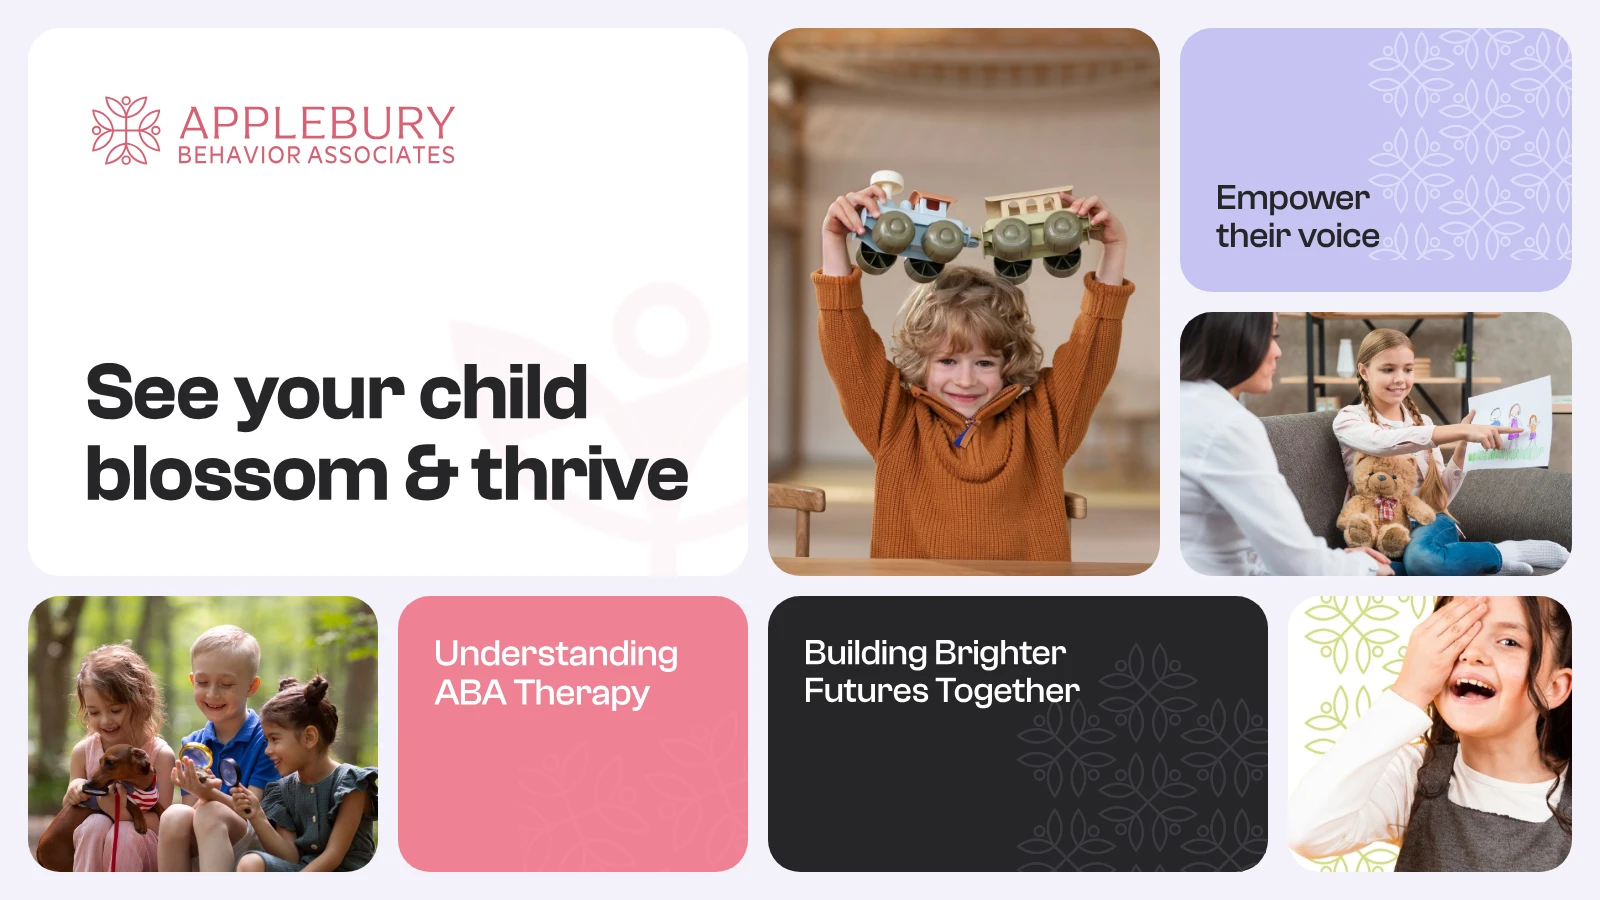 APPLEBURY
BEHAVIOR ASSOCIATES
See your child
blossom & thrive
Empower
their voice
Understanding
ABA Therapy
Building Brighter
Futures Together